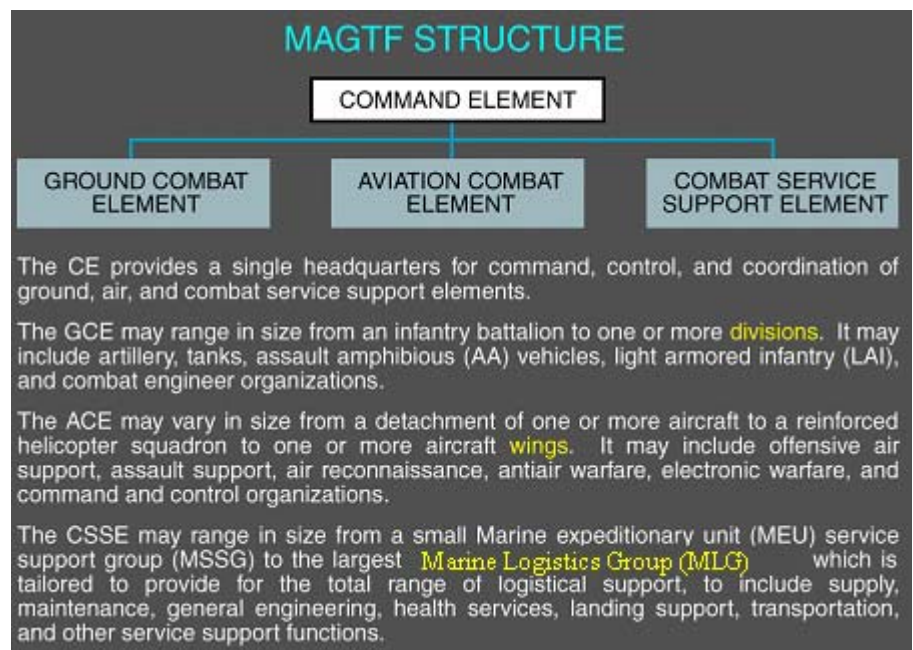 MAGTF STRUCTURE
COMMAND ELEMENT
GROUND COMBAT
ELEMENT
AVIATION COMBAT
ELEMENT
COMBAT SERVICE
SUPPORT ELEMENT
The CE provides a single headquarters for command, control, and coordination of
ground, air, and combat service support elements.
The GCE may range in size from an infantry battalion to one or more divisions. It may
include artillery, tanks, assault amphibious (AA) vehicles, light armored infantry (LAI),
and combat engineer organizations.
The ACE may vary in size from a detachment of one or more aircraft to a reinforced
helicopter squadron to one or more aircraft wings. It may include offensive air
support, assault support, air reconnaissance, antiair warfare, electronic warfare, and
command and control organizations.
The CSSE may range in size from a small Marine expeditionary unit (MEU) service
support group (MSSG) to the largest Marine Logistics Group (MLG) which is
tailored to provide for the total range of logistical support, to include supply,
maintenance, general engineering, health services, landing support, transportation,
and other service support functions.